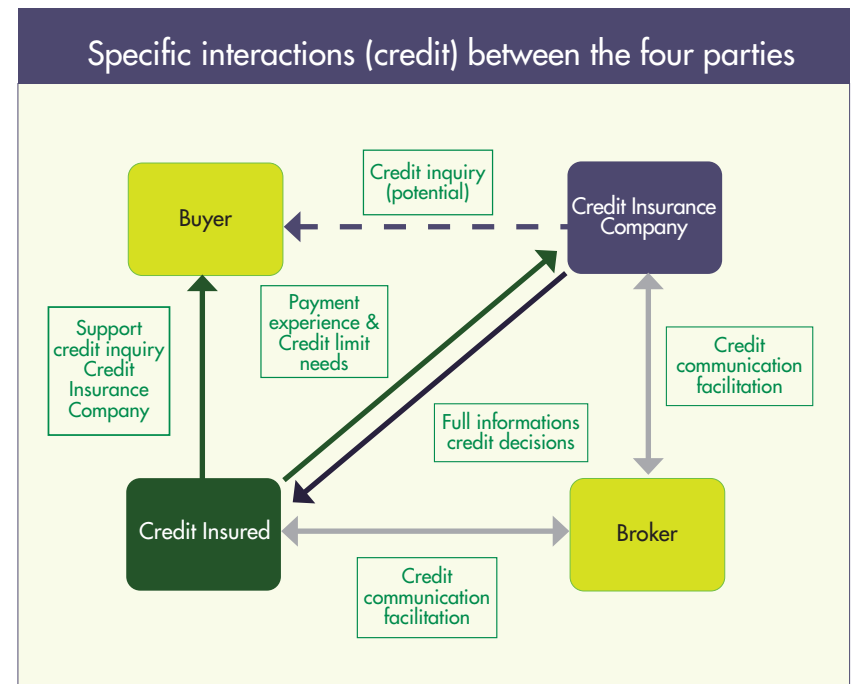 Specific interactions (credit) between the four parties
Credit inquiry
(potential)
Buyer
Credit Insurance
Company
Support
credit inquiry
Credit
Insurance
Company
Payment
experience &
Credit limit
needs
Credit
communication
facilitation
Full informations
credit decisions
Credit Insured
Broker
Credit
communication
facilitation